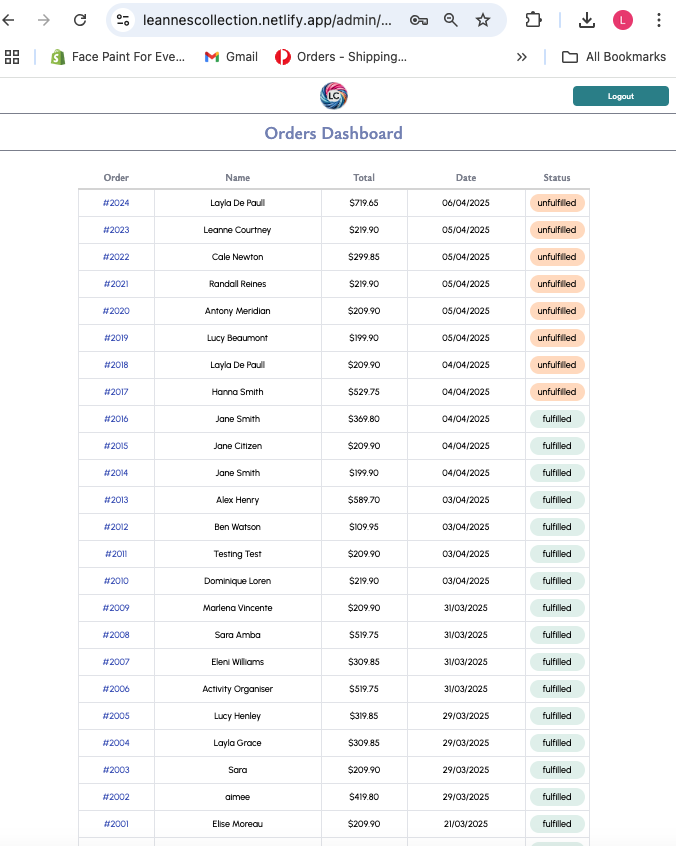 leannescollection.netlify.app/admin/...
L
Face Paint For Eve...
Gmail
Orders - Shipping...
All Bookmarks
LC
Logout
Orders Dashboard
Order Name Total Date Status
#2024 Layla De Paull $719.65 06/04/2025 unfulfilled
#2023 Leanne Courtney $219.90 05/04/2025 unfulfilled
#2022 Cale Newton $299.85 05/04/2025 unfulfilled
#2021 Randall Reines $219.90 05/04/2025 unfulfilled
#2020 Antony Meridian $209.90 05/04/2025 unfulfilled
#2019 Lucy Beaumont $199.90 05/04/2025 unfulfilled
#2018 Layla De Paull $209.90 04/04/2025 unfulfilled
#2017 Hanna Smith $529.75 04/04/2025 unfulfilled
#2016 Jane Smith $369.80 04/04/2025 fulfilled
#2015 Jane Citizen $209.90 04/04/2025 fulfilled
#2014 Jane Smith $199.90 04/04/2025 fulfilled
#2013 Alex Henry $589.70 03/04/2025 fulfilled
#2012 Ben Watson $109.95 03/04/2025 fulfilled
#2011 Testing Test $209.90 03/04/2025 fulfilled
#2010 Dominique Loren $219.90 03/04/2025 fulfilled
#2009 Marlena Vincente $209.90 31/03/2025 fulfilled
#2008 Sara Amba $519.75 31/03/2025 fulfilled
#2007 Eleni Williams $309.85 31/03/2025 fulfilled
#2006 Activity Organiser $519.75 31/03/2025 fulfilled
#2005 Lucy Henley $319.85 29/03/2025 fulfilled
#2004 Layla Grace $309.85 29/03/2025 fulfilled
#2003 Sara $209.90 29/03/2025 fulfilled
#2002 aimee $419.80 29/03/2025 fulfilled
#2001 Elise Moreau $209.90 21/03/2025 fulfilled